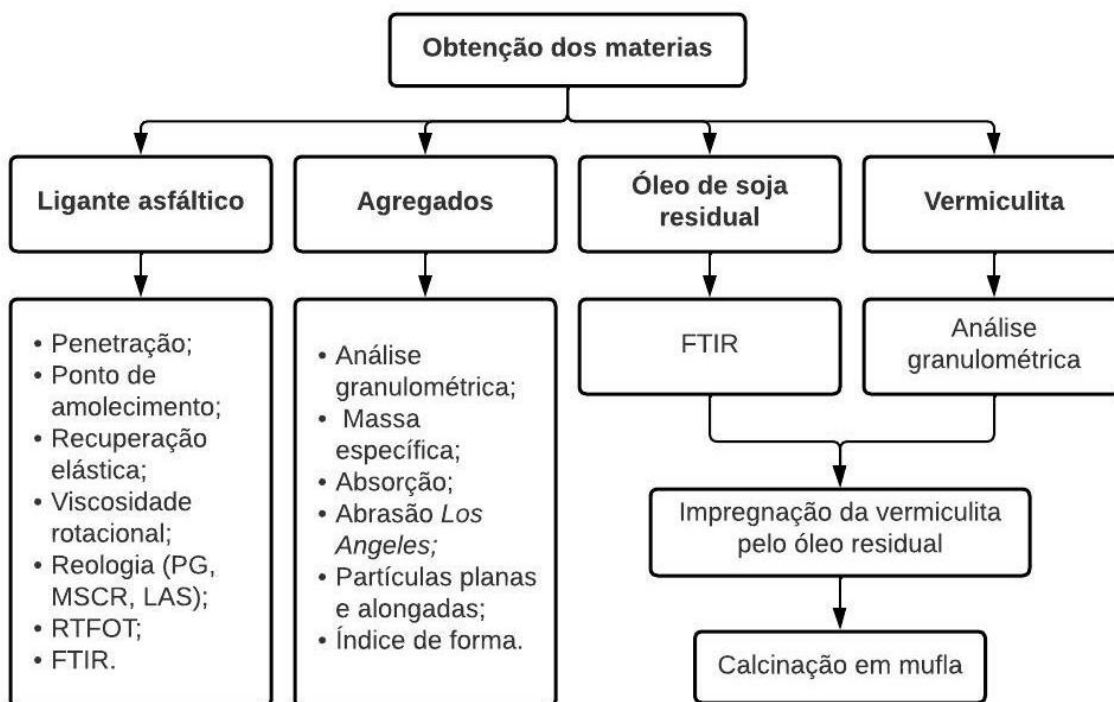 Obtenção dos materias
Ligante asfáltico
Agregados
Óleo de soja
residual
Vermiculita
• Penetração;
• Ponto de
amolecimento;
• Recuperação
elástica;
• Viscosidade
rotacional;
• Reologia (PG,
MSCR, LAS);
• RTFOT;
• FTIR.
• Análise
granulométrica;
• Massa
específica;
• Absorção;
• Abrasão Los
Angeles;
• Partículas planas
e alongadas;
• Índice de forma.
FTIR
Análise
granulométrica
Impregnação da vermiculita
pelo óleo residual
Calcinação em mufla